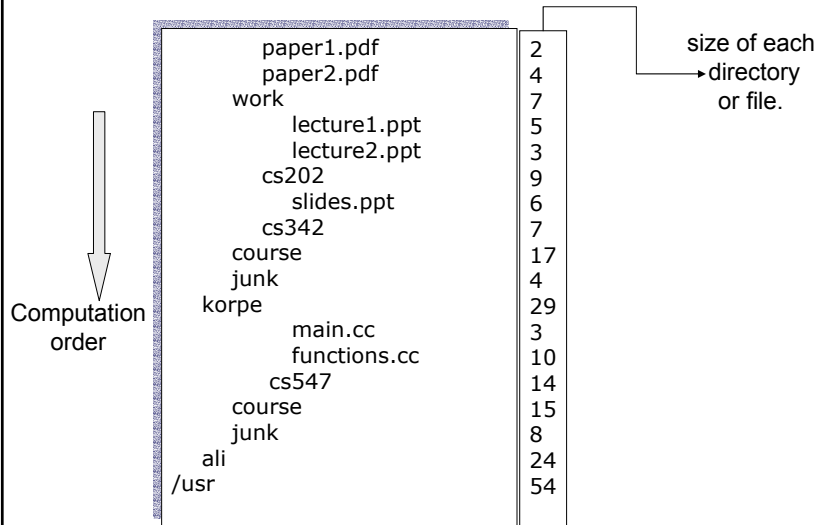 paper1.pdf 2
paper2.pdf 4
work 7
lecture1.ppt 5
lecture2.ppt 3
cs202 9
slides.ppt 6
cs342 7
course 17
junk 4
korpe 29
main.cc 3
functions.cc 10
cs547 14
course 15
junk 8
ali 24
/usr 54
size of each
directory
or file.
Computation
order